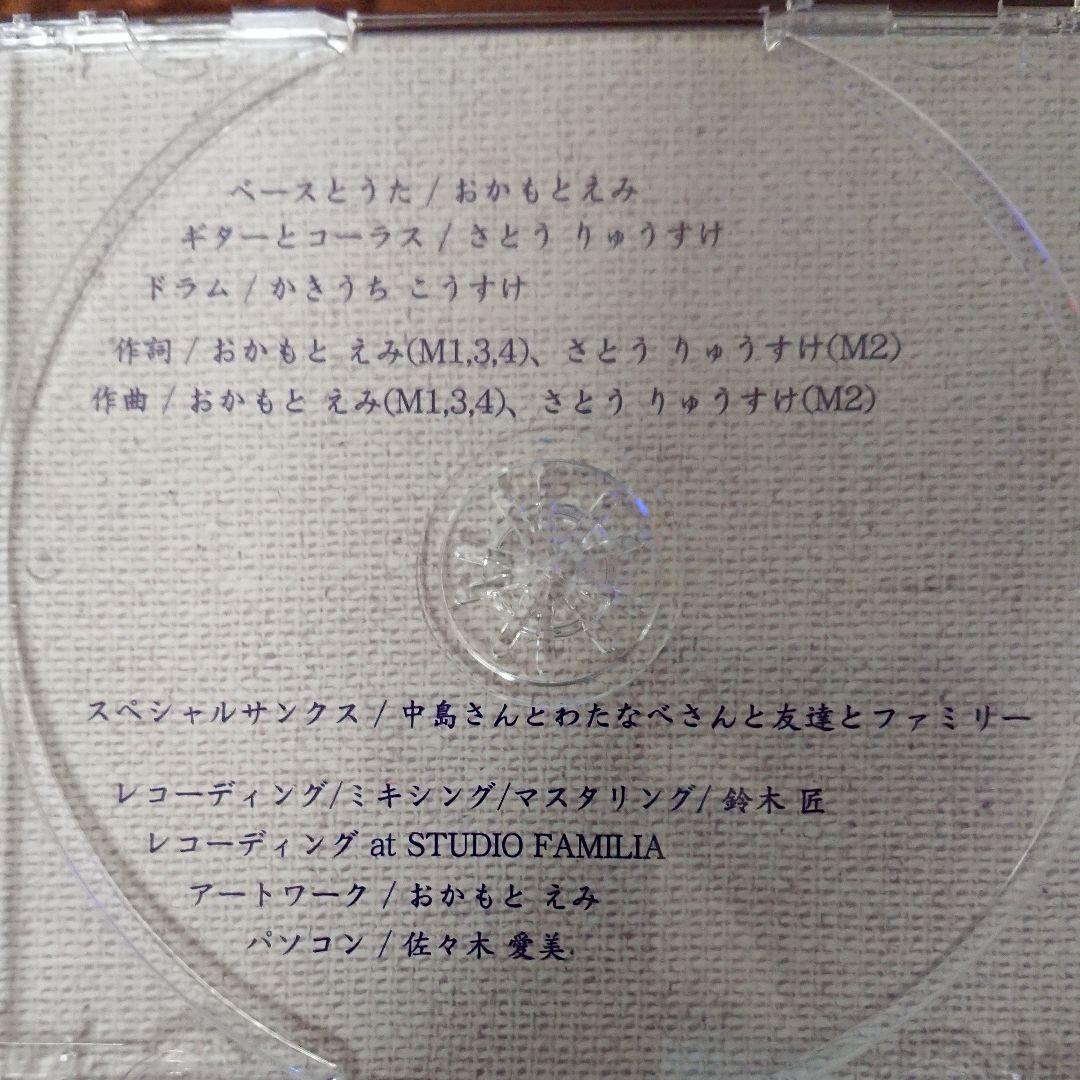 ベースとうた / おかもとえみ
ギターとコーラス / さとう りゅうすけ
ドラム / かきうち こうすけ
作詞 / おかもと えみ(M1,3,4)、さとう りゅうすけ(M2)
作曲 / おかもと えみ(M1,3,4)、さとう りゅうすけ(M2)
スペシャルサンクス / 中島さんとわたなべさんと友達とファミリー
レコーディング/ミキシング/マスタリング/ 鈴木 匠
レコーディング at STUDIO FAMILIA
アートワーク / おかもと えみ
パソコン / 佐々木 愛美